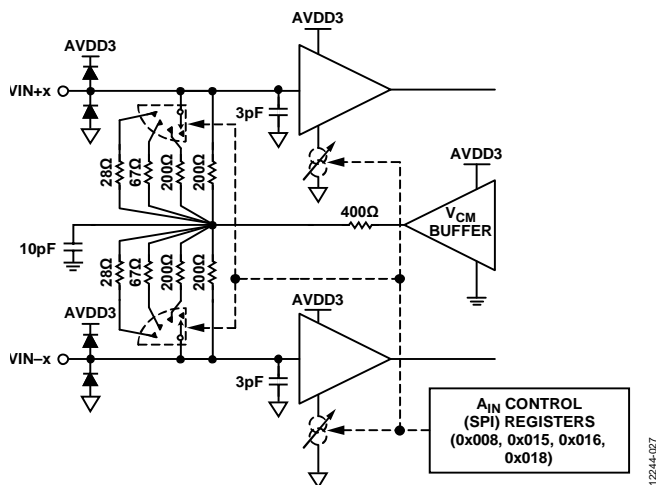 AVDD3
AVDD3
VIN+x
3pF
28Ω
67Ω
200Ω
200Ω
AVDD3
400Ω
VCM
BUFFER
10pF
28Ω
67Ω
200Ω
200Ω
AVDD3
AVDD3
VIN–x
3pF
AIN CONTROL
(SPI) REGISTERS
(0x008, 0x015, 0x016,
0x018)
12244-027